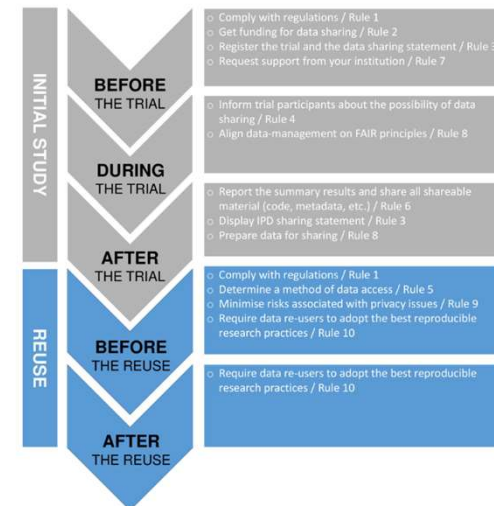 INITIAL STUDY
BEFORE
THE TRIAL
○ Comply with regulations / Rule 1
○ Get funding for data sharing / Rule 2
○ Register the trial and the data sharing statement / Rule 3
○ Request support from your institution / Rule 7
DURING
THE TRIAL
○ Inform trial participants about the possibility of data
sharing / Rule 4
○ Align data-management on FAIR principles / Rule 8
AFTER
THE TRIAL
○ Report the summary results and share all shareable
material (code, metadata, etc.) / Rule 6
○ Display IPD sharing statement / Rule 3
○ Prepare data for sharing / Rule 8
REUSE
BEFORE
THE REUSE
○ Comply with regulations / Rule 1
○ Determine a method of data access / Rule 5
○ Minimise risks associated with privacy issues / Rule 9
○ Require data re-users to adopt the best reproducible
research practices / Rule 10
AFTER
THE REUSE
○ Require data re-users to adopt the best reproducible
research practices / Rule 10